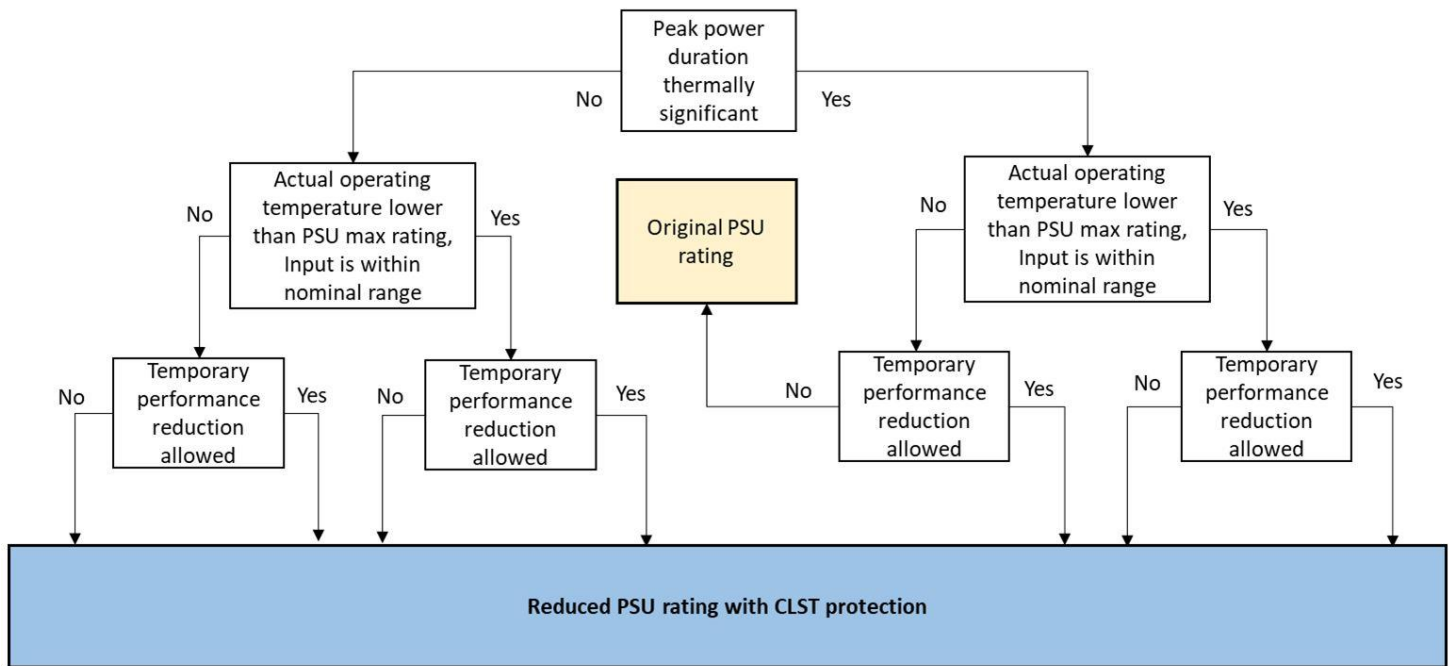 Peak power
duration
thermally
significant
No
Yes
Actual operating
temperature lower
than PSU max rating,
Input is within
nominal range
No
Yes
Original PSU
rating
Actual operating
temperature lower
than PSU max rating,
Input is within
nominal range
No
Yes
Temporary
performance
reduction
allowed
No
Yes
Temporary
performance
reduction
allowed
No
Yes
Temporary
performance
reduction
allowed
No
Yes
Temporary
performance
reduction
allowed
No
Yes
Reduced PSU rating with CLST protection